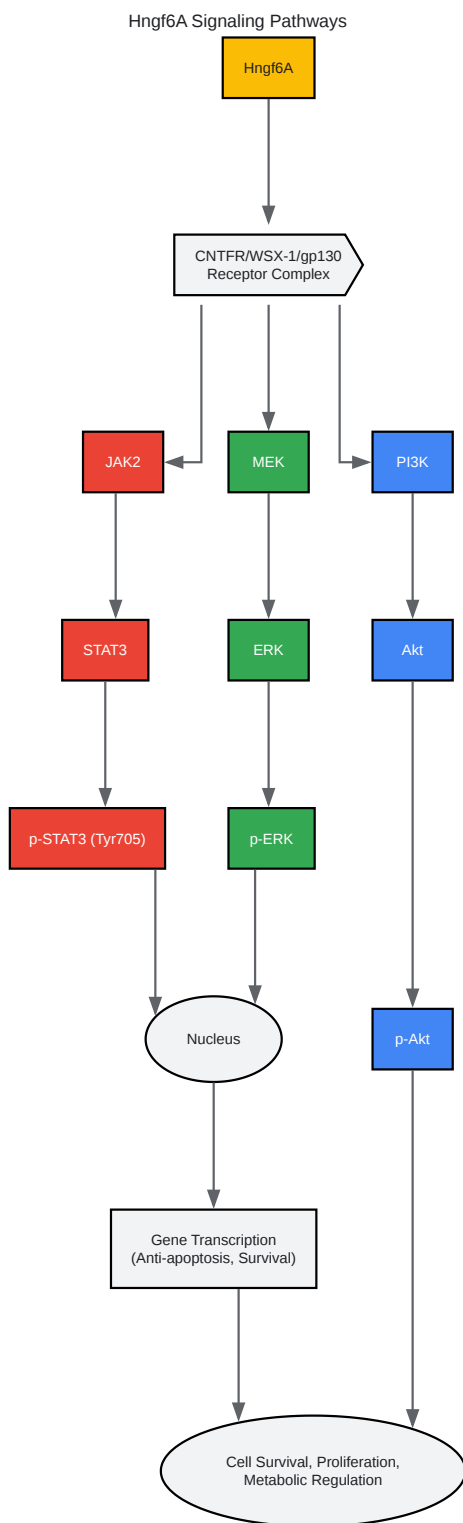 Hngf6A Signaling Pathways
Hngf6A
CNTFR/WSX-1/gp130
Receptor Complex
JAK2
MEK
PI3K
STAT3
ERK
Akt
p-STAT3 (Tyr705)
p-ERK
Nucleus
p-Akt
Gene Transcription
(Anti-apoptosis, Survival)
Cell Survival, Proliferation,
Metabolic Regulation